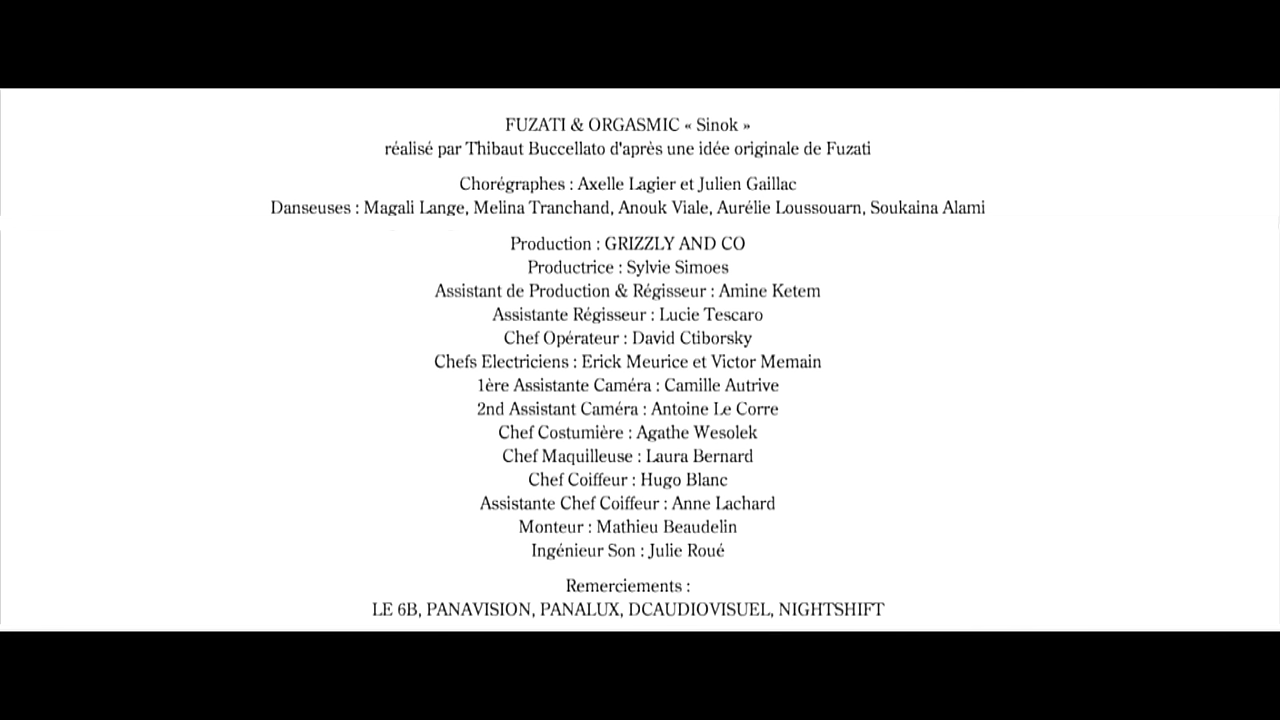 FUZATI & ORGASMIC « Sinok »
réalisé par Thibaut Buccellato d'après une idée originale de Fuzati
Chorégraphes : Axelle Lagier et Julien Gaillac
Danseuses : Magali Lange, Melina Tranchand, Anouk Viale, Aurélie Loussouarn, Soukaina Alami
Production : GRIZZLY AND CO
Productrice : Sylvie Simoes
Assistant de Production & Régisseur : Amine Ketem
Assistante Régisseur : Lucie Tescaro
Chef Opérateur : David Ctiborsky
Chefs Electriciens : Erick Meurice et Victor Memain
1ère Assistante Caméra : Camille Autrive
2nd Assistant Caméra : Antoine Le Corre
Chef Costumière : Agathe Wesolek
Chef Maquilleuse : Laura Bernard
Chef Coiffeur : Hugo Blanc
Assistante Chef Coiffeur : Anne Lachard
Monteur : Mathieu Beaudelin
Ingénieur Son : Julie Roué
Remerciements :
LE 6B, PANAVISION, PANALUX, DCAUDIOVISUEL, NIGHTSHIFT